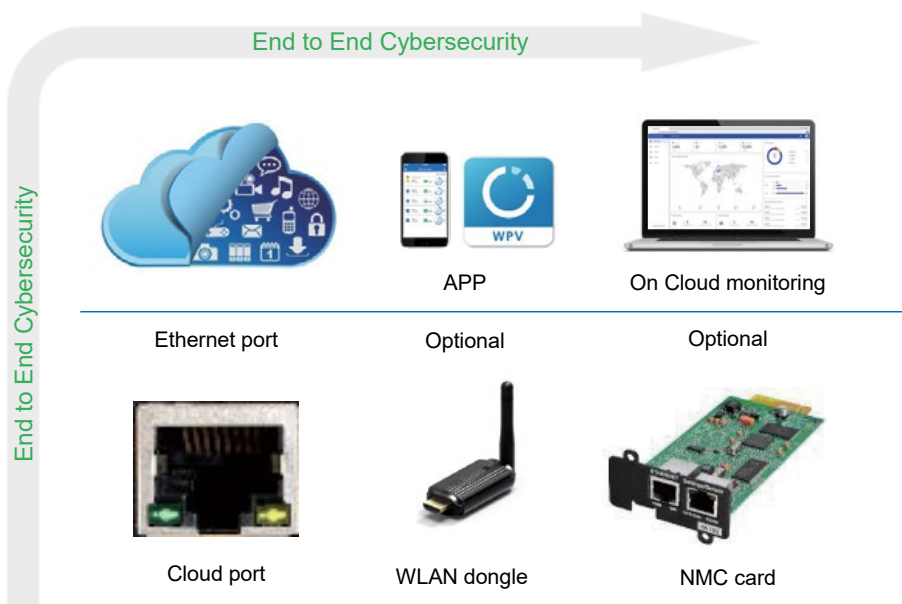 End to End Cybersecurity
End to End Cybersecurity
WPV
APP
On Cloud monitoring
Ethernet port
Optional
Optional
Cloud port
WLAN dongle
NMC card